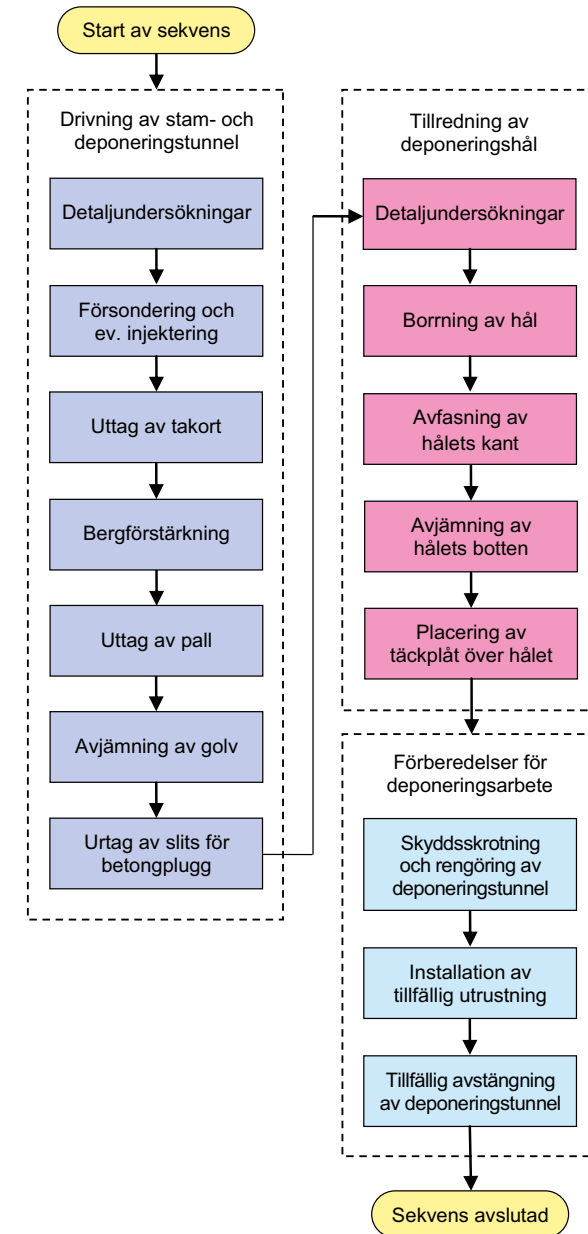 Start av sekvens
Drivning av stam- och
deponeringstunnel
Detaljundersökningar
Försondering och
ev. injektering
Uttag av takort
Bergförstärkning
Uttag av pall
Avjämning av golv
Urtag av slits för
betongplugg
Tillredning av
deponeringshål
Detaljundersökningar
Borrning av hål
Avfasning av
hålets kant
Avjämning av
hålets botten
Placering av
täckplåt över hålet
Förberedelser för
deponeringsarbete
Skyddsskrotning
och rengöring av
deponeringstunnel
Installation av
tillfällig utrustning
Tillfällig avstängning
av deponeringstunnel
Sekvens avslutad